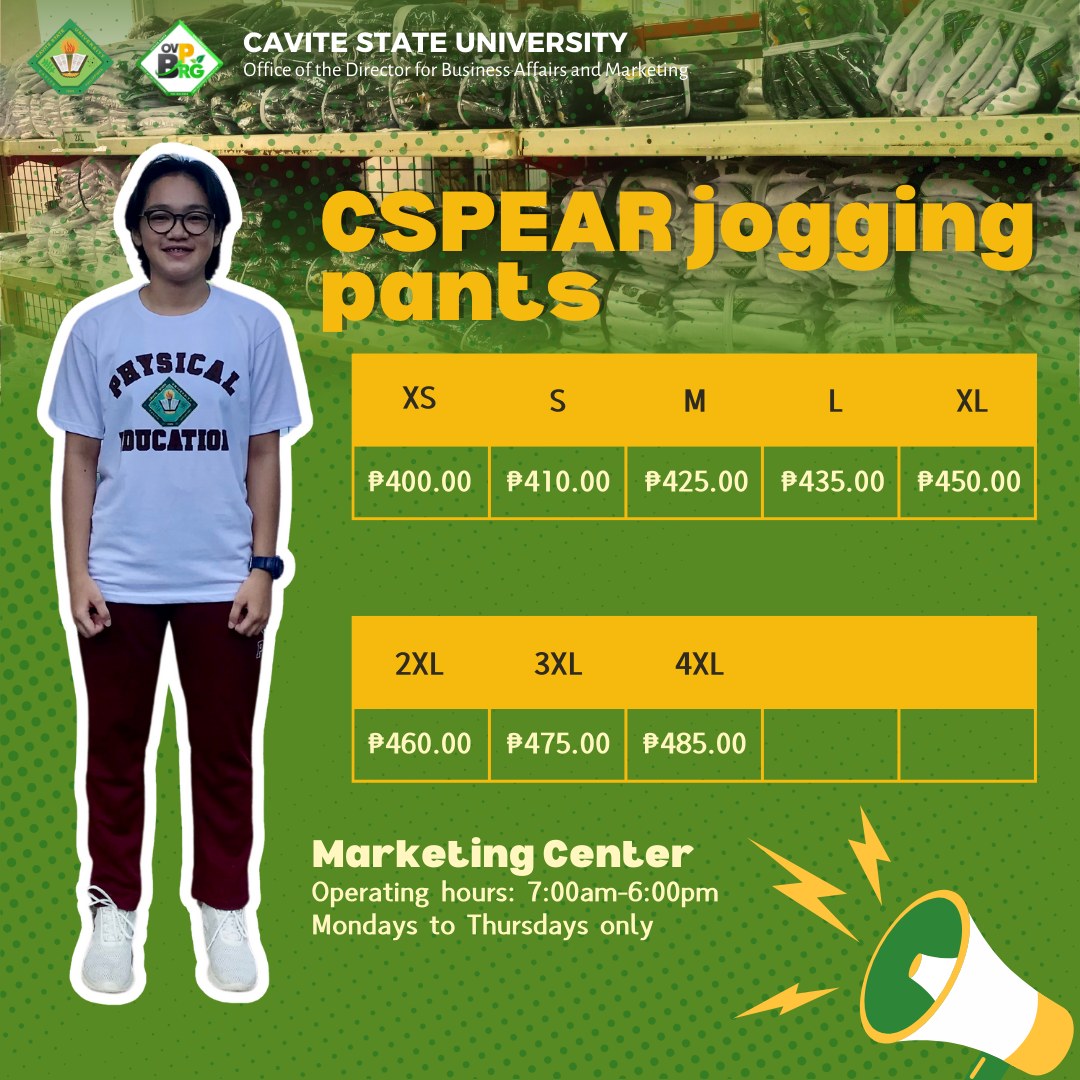 CAVITE STATE UNIVERSITY
Office of the Director for Business Affairs and Marketing
2XL
CSPEAR jogging
pants
PHYSICAL
EDUCATION
XS S M L XL
₱400.00 ₱410.00 ₱425.00 ₱435.00 ₱450.00
2XL 3XL 4XL
₱460.00 ₱475.00 ₱485.00
Marketing Center
Operating hours: 7:00am-6:00pm
Mondays to Thursdays only
OVPBRG